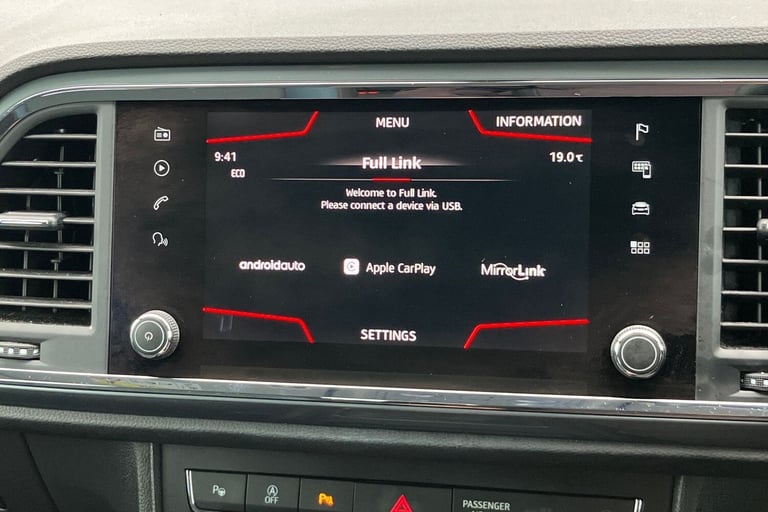 MENU
INFORMATION
9:41
Full Link
19.0℃
ECO
Welcome to Full Link.
Please connect a device via USB.
androidauto
Apple CarPlay
MirrorLink
SETTINGS
P
A
OFF
P
PASSENGER